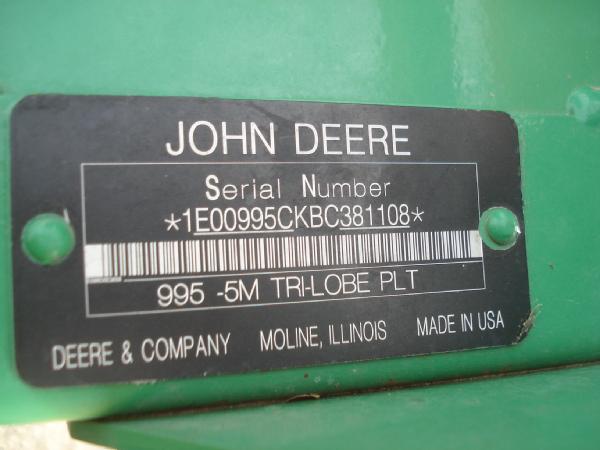 JOHN DEERE
Serial Number
*1E00995CKBC381108*
995 -5M TRI-LOBE PLT
DEERE & COMPANY MOLINE, ILLINOIS MADE IN USA